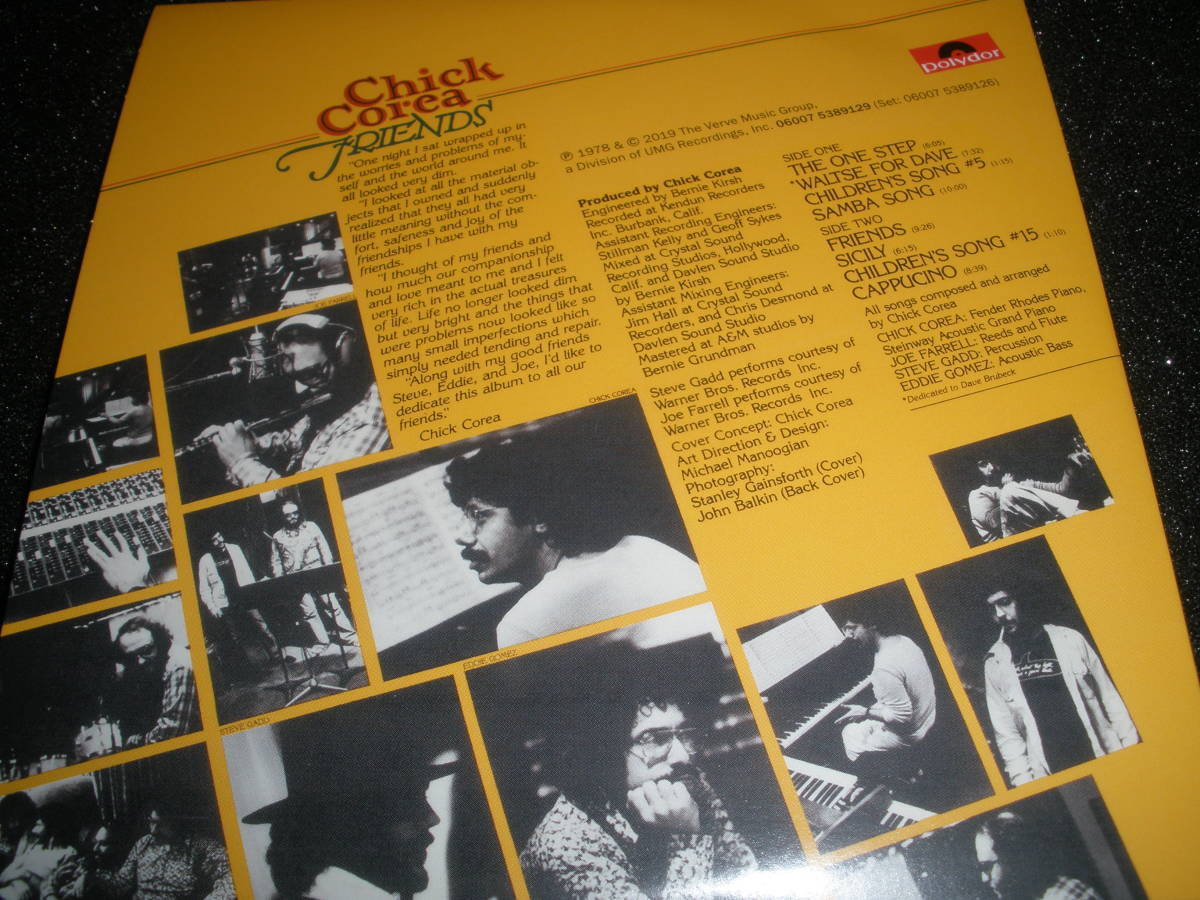 Chick
Corea
FRIENDS
Polydor
"One night I sat wrapped up in
the worries and problems of my-
self and the world around me. It
all looked very dim.
"I looked at all the material ob-
jects that I owned and suddenly
realized that they all had very
little meaning without the com-
fort, safeness and joy of the
friendships I have with my
friends.
"I thought of my friends and
how much our companionship
and love meant to me and I felt
very rich in the actual treasures
of life. Life no longer looked dim
but very bright and the things that
were problems now looked like so
many small imperfections which
simply needed tending and repair.
"Along with my good friends
Steve, Eddie, and Joe, I'd like to
dedicate this album to all our
friends."
Chick Corea
℗ 1978 & © 2019 The Verve Music Group,
a Division of UMG Recordings, Inc. 06007 5389129 (Set: 06007 5389126)
Produced by Chick Corea
Engineered by Bernie Kirsh
Recorded at Kendun Recorders
Inc. Burbank, Calif.
Assistant Recording Engineers:
Stillman Kelly and Geoff Sykes
Mixed at Crystal Sound
Recording Studios, Hollywood,
Calif. and Davlen Sound Studio
by Bernie Kirsh
Assistant Mixing Engineers:
Jim Hall at Crystal Sound
Recorders, and Chris Desmond at
Davlen Sound Studio
Mastered at A&M studios by
Bernie Grundman
Steve Gadd performs courtesy of
Warner Bros. Records Inc.
Joe Farrell performs courtesy of
Warner Bros. Records Inc.
Cover Concept: Chick Corea
Art Direction & Design:
Michael Manoogian
Photography:
Stanley Gainsforth (Cover)
John Balkin (Back Cover)
SIDE ONE
THE ONE STEP (6:05)
*WALTSE FOR DAVE (7:32)
CHILDREN'S SONG #5 (1:15)
SAMBA SONG (10:00)
SIDE TWO
FRIENDS (9:26)
SICILY (6:15)
CHILDREN'S SONG #15 (1:10)
CAPPUCINO (8:39)
All songs composed and arranged
by Chick Corea
CHICK COREA: Fender Rhodes Piano,
Steinway Acoustic Grand Piano
JOE FARRELL: Reeds and Flute
STEVE GADD: Percussion
EDDIE GOMEZ: Acoustic Bass
*Dedicated to Dave Brubeck
JOE FARRELL
CHICK COREA
EDDIE GOMEZ
STEVE GADD